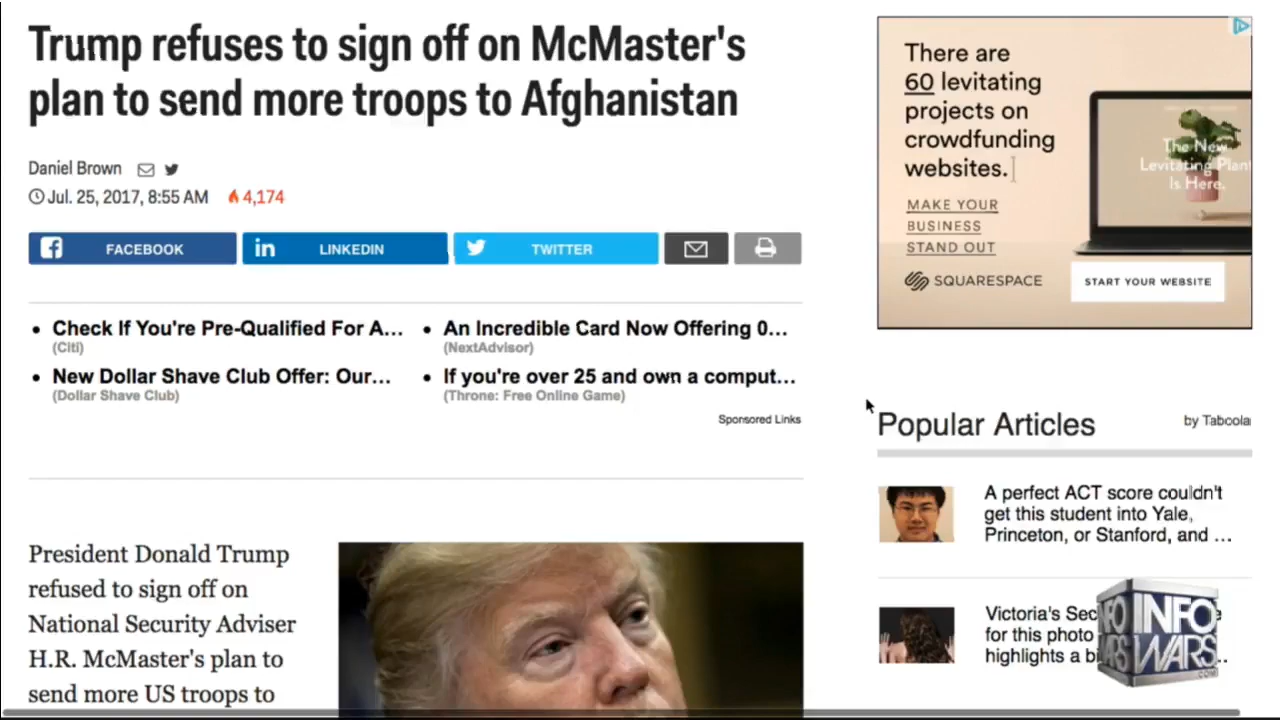 Trump refuses to sign off on McMaster's
plan to send more troops to Afghanistan
Daniel Brown
Jul. 25, 2017, 8:55 AM 4,174
FACEBOOK
LINKEDIN
TWITTER
Check If You're Pre-Qualified For A...
(Citi)
An Incredible Card Now Offering 0...
(NextAdvisor)
New Dollar Shave Club Offer: Our...
(Dollar Shave Club)
If you're over 25 and own a comput...
(Throne: Free Online Game)
Sponsored Links
President Donald Trump
refused to sign off on
National Security Adviser
H.R. McMaster's plan to
send more US troops to
There are
60 levitating
projects on
crowdfunding
websites.
MAKE YOUR
BUSINESS
STAND OUT
SQUARESPACE
The New
Levitating Plant
Is Here.
START YOUR WEBSITE
Popular Articles
by Taboola
A perfect ACT score couldn't
get this student into Yale,
Princeton, or Stanford, and ...
Victoria's Sec
for this photo
highlights a b
INFO
WARS
.COM